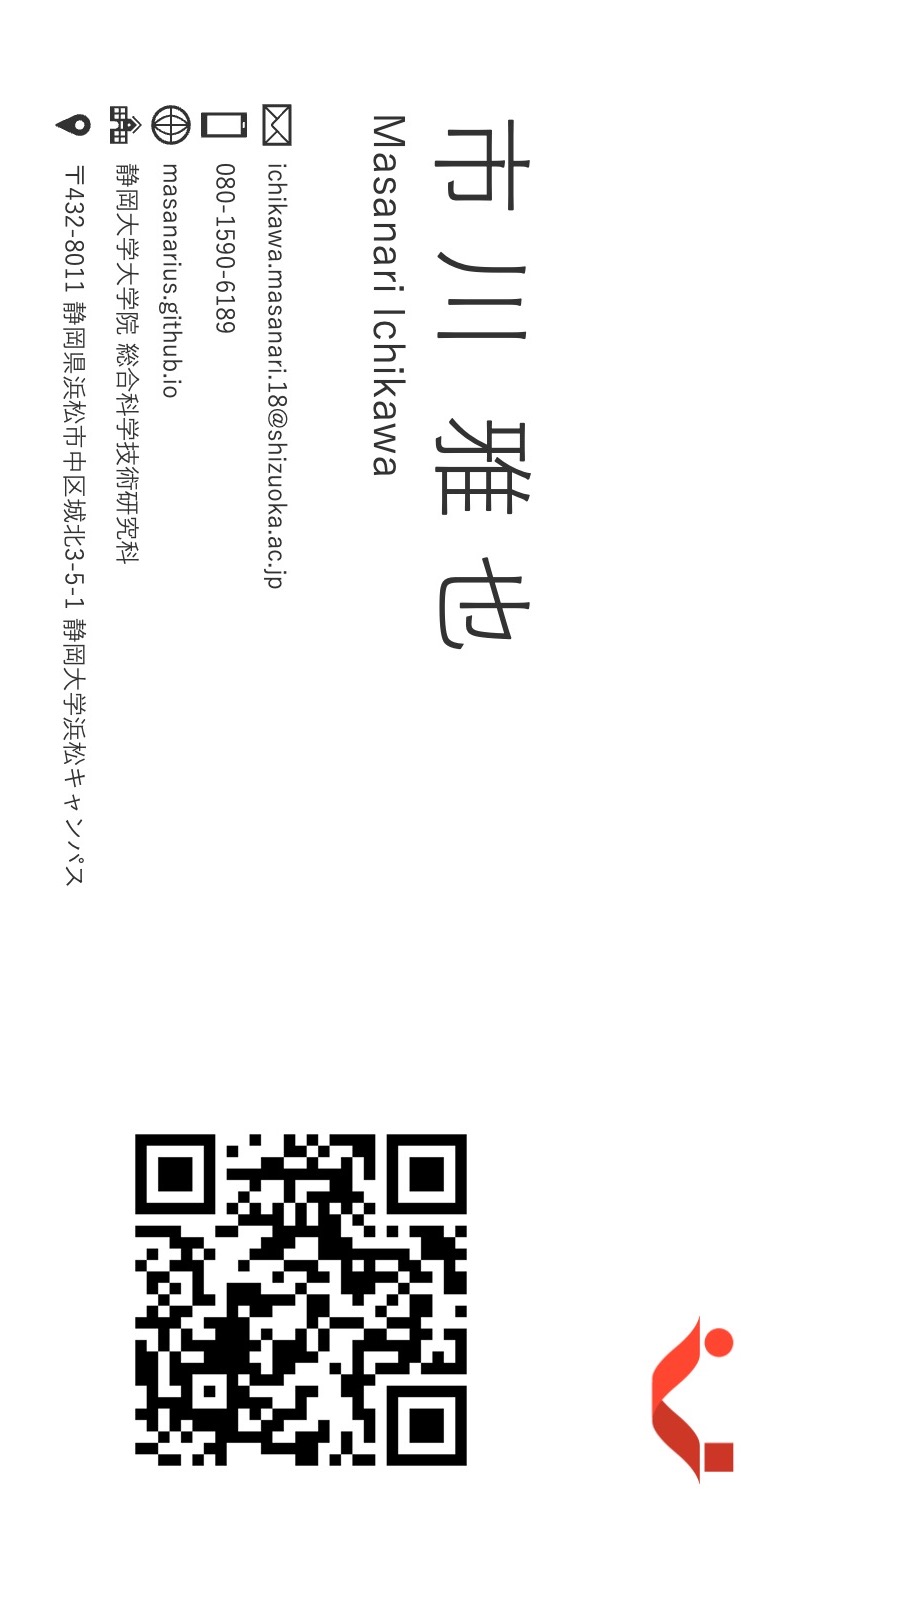 市川 雅也
Masanari Ichikawa
ichikawa.masanari.18@shizuoka.ac.jp
080-1590-6189
masanarius.github.io
静岡大学大学院 総合科学技術研究科
〒432-8011 静岡県浜松市中区城北3-5-1 静岡大学浜松キャンパス